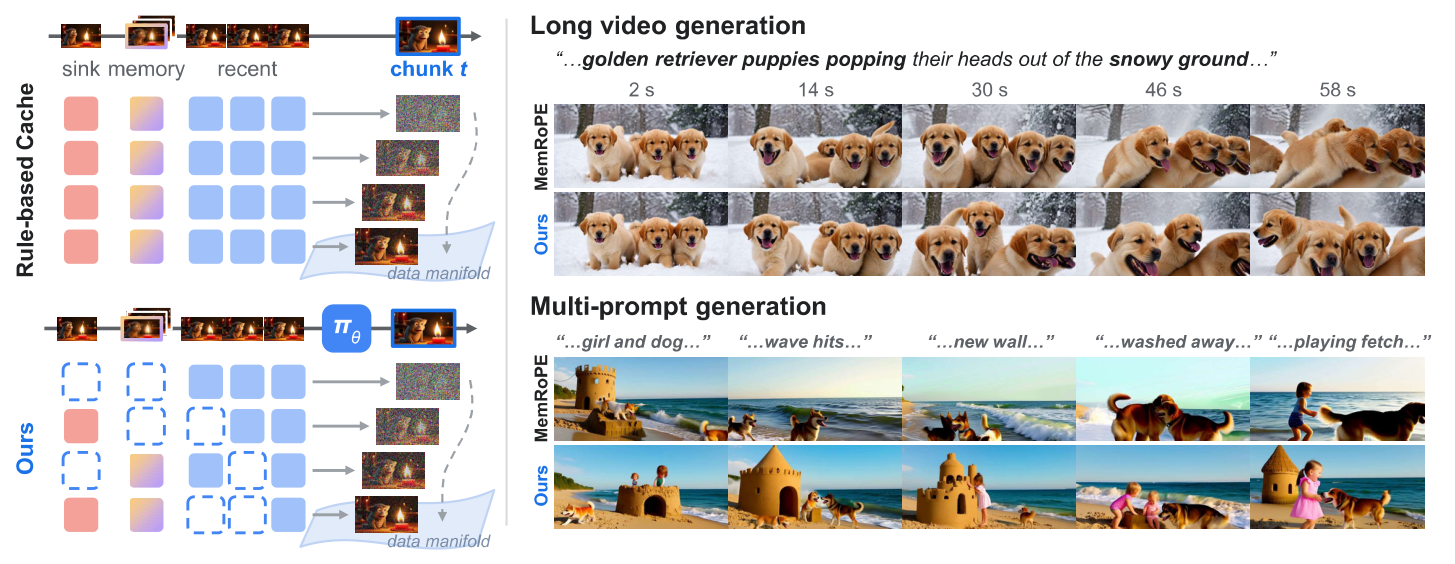 Rule-based Cache
sink memory recent chunk t
data manifold
Ours
πθ
data manifold
Long video generation
“…golden retriever puppies popping their heads out of the snowy ground…”
2 s 14 s 30 s 46 s 58 s
MemRoPE
Ours
Multi-prompt generation
“…girl and dog…” “…wave hits…” “…new wall…” “…washed away…” “…playing fetch…”
MemRoPE
Ours